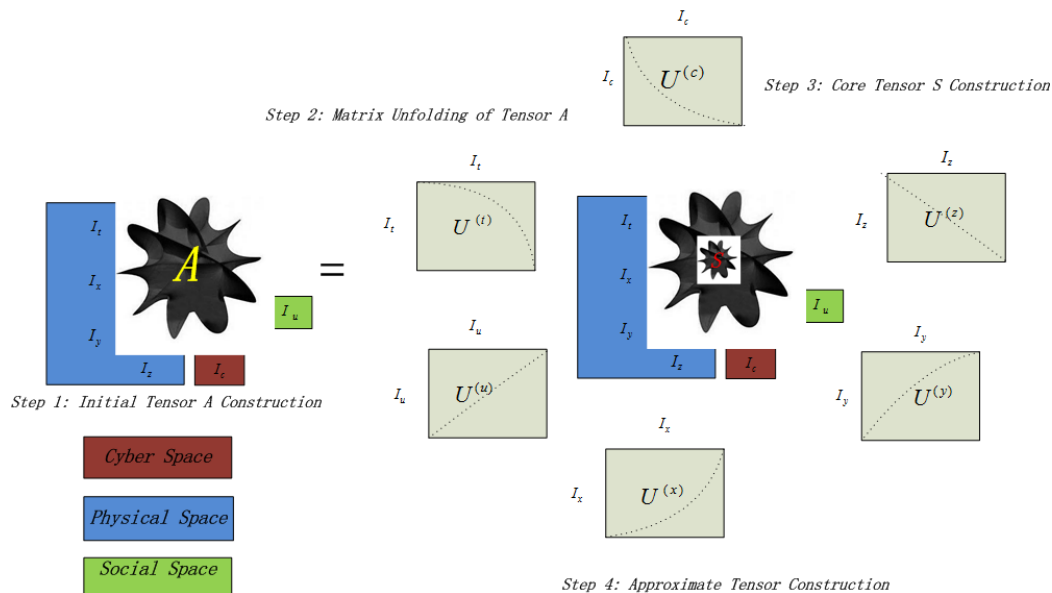 I_c
I_c
U^(c)
Step 3: Core Tensor S Construction
Step 2: Matrix Unfolding of Tensor A
I_t
I_t
U^(t)
I_z
I_z
U^(z)
I_t
I_x
I_y
I_z
A
I_u
I_c
=
I_t
I_x
I_y
I_z
S
I_u
I_c
I_u
I_u
U^(u)
I_y
I_y
U^(y)
Step 1: Initial Tensor A Construction
I_x
I_x
U^(x)
Cyber Space
Physical Space
Social Space
Step 4: Approximate Tensor Construction